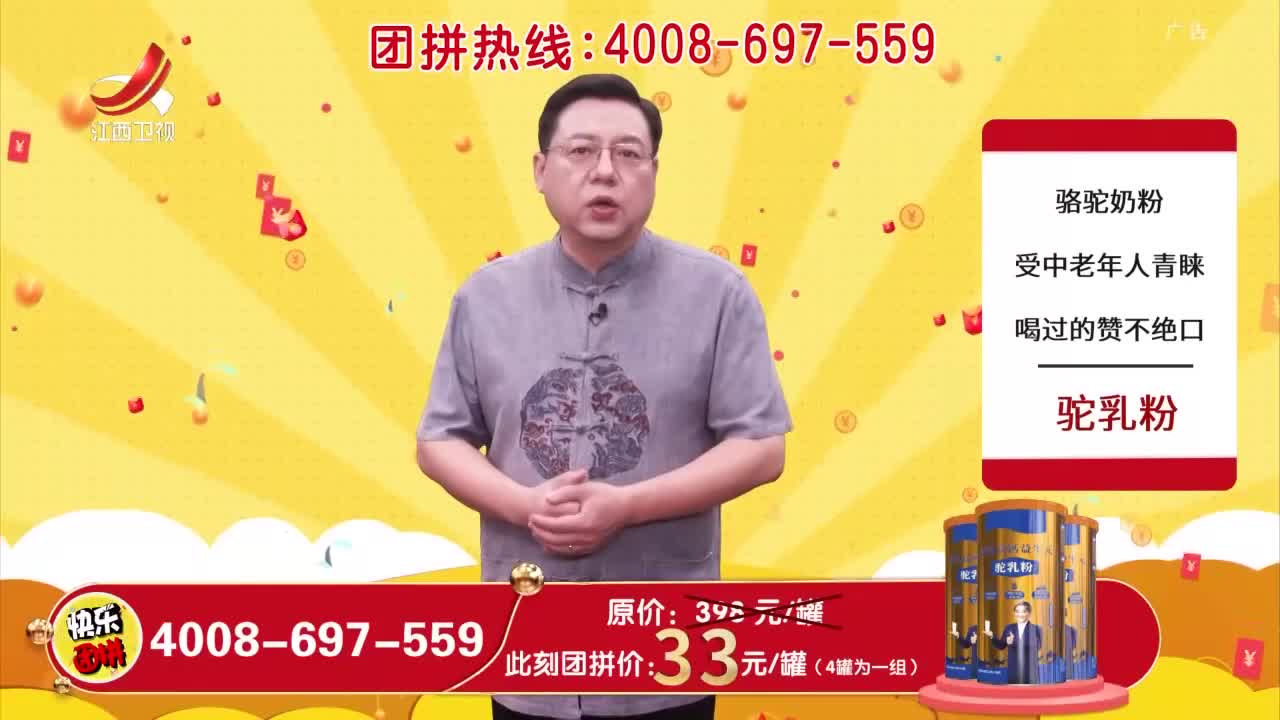 团拼热线:4008-697-559
广告
江西卫视
骆驼奶粉
受中老年人青睐
喝过的赞不绝口
驼乳粉
驼乳粉
快乐
团拼
4008-697-559
原价：398元/罐
此刻团拼价:33元/罐（4罐为一组）